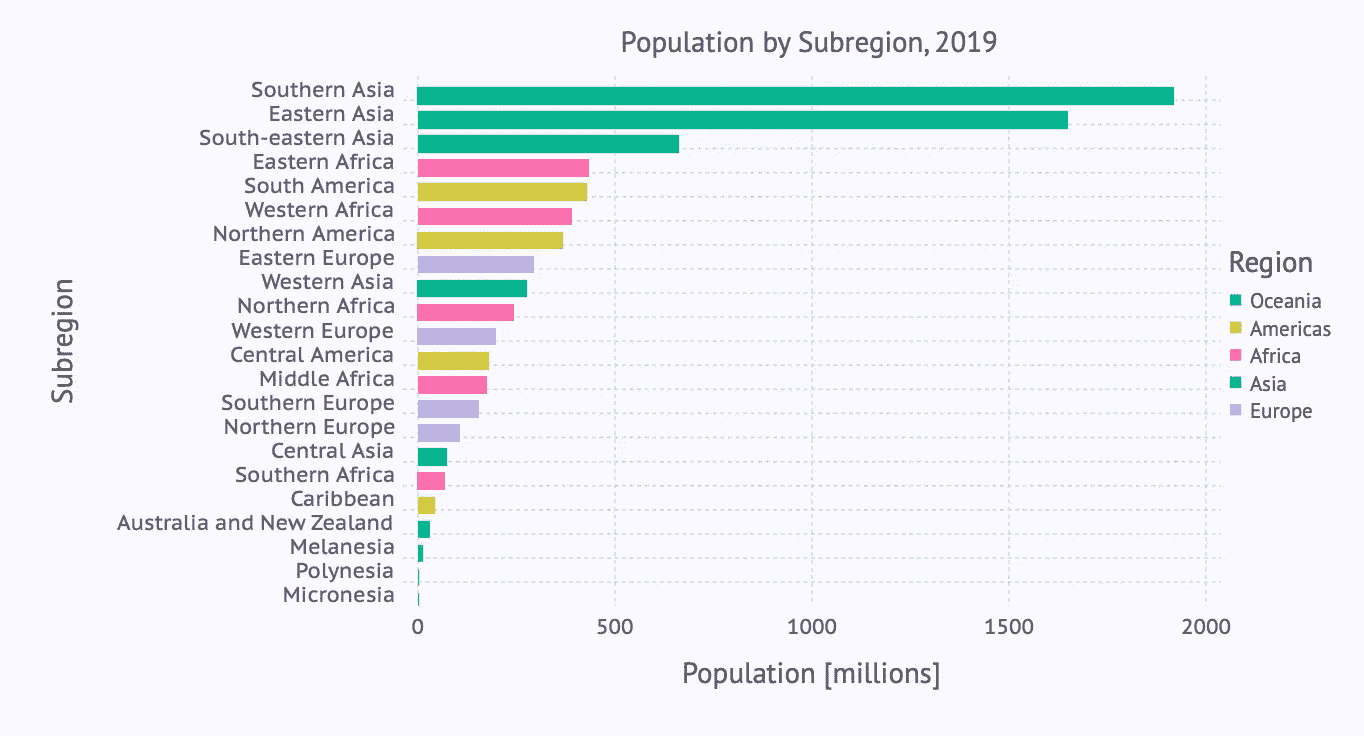 Population by Subregion, 2019
Southern Asia
Eastern Asia
South-eastern Asia
Eastern Africa
South America
Western Africa
Northern America
Eastern Europe
Western Asia
Northern Africa
Western Europe
Central America
Middle Africa
Southern Europe
Northern Europe
Central Asia
Southern Africa
Caribbean
Australia and New Zealand
Melanesia
Polynesia
Micronesia
Subregion
0 500 1000 1500 2000
Population [millions]
Region
Oceania
Americas
Africa
Asia
Europe